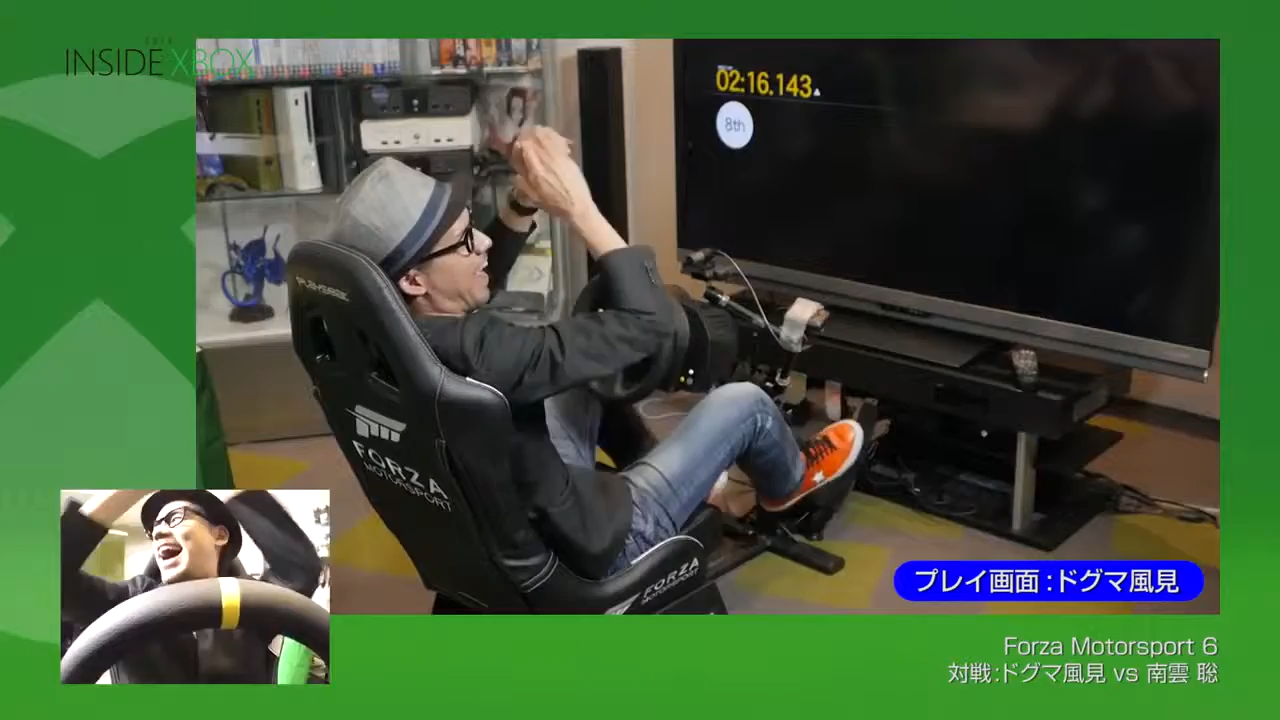 INSIDE XBOX
02:16.143
8th
PLAYSEAT
FORZA
MOTORSPORT
FORZA
MOTORSPORT
プレイ画面:ドグマ風見
Forza Motorsport 6
対戦:ドグマ風見 vs 南雲 聡